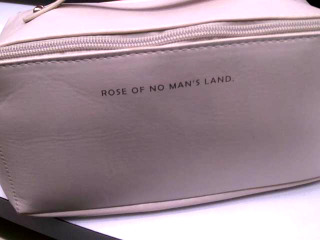 ROSE OF NO MAN'S LAND.